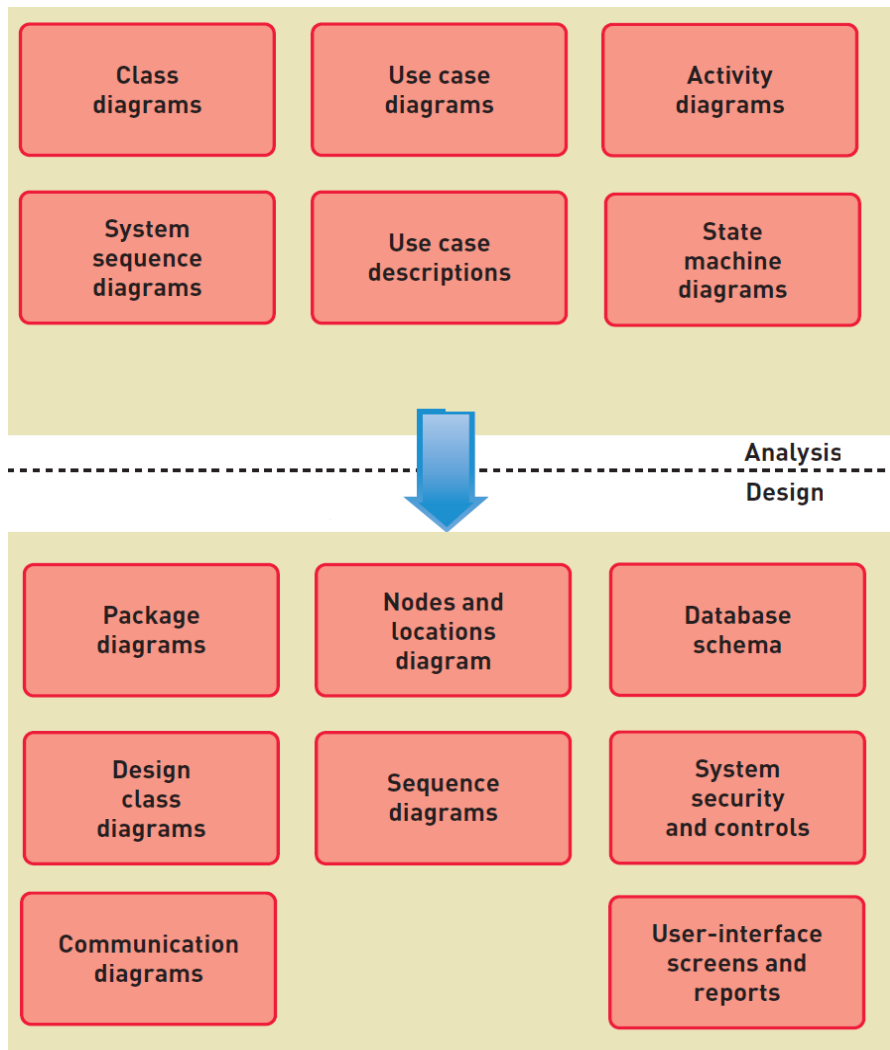 Class
diagrams
Use case
diagrams
Activity
diagrams
System
sequence
diagrams
Use case
descriptions
State
machine
diagrams
Analysis
Design
Package
diagrams
Nodes and
locations
diagram
Database
schema
Design
class
diagrams
Sequence
diagrams
System
security
and controls
Communication
diagrams
User-interface
screens and
reports